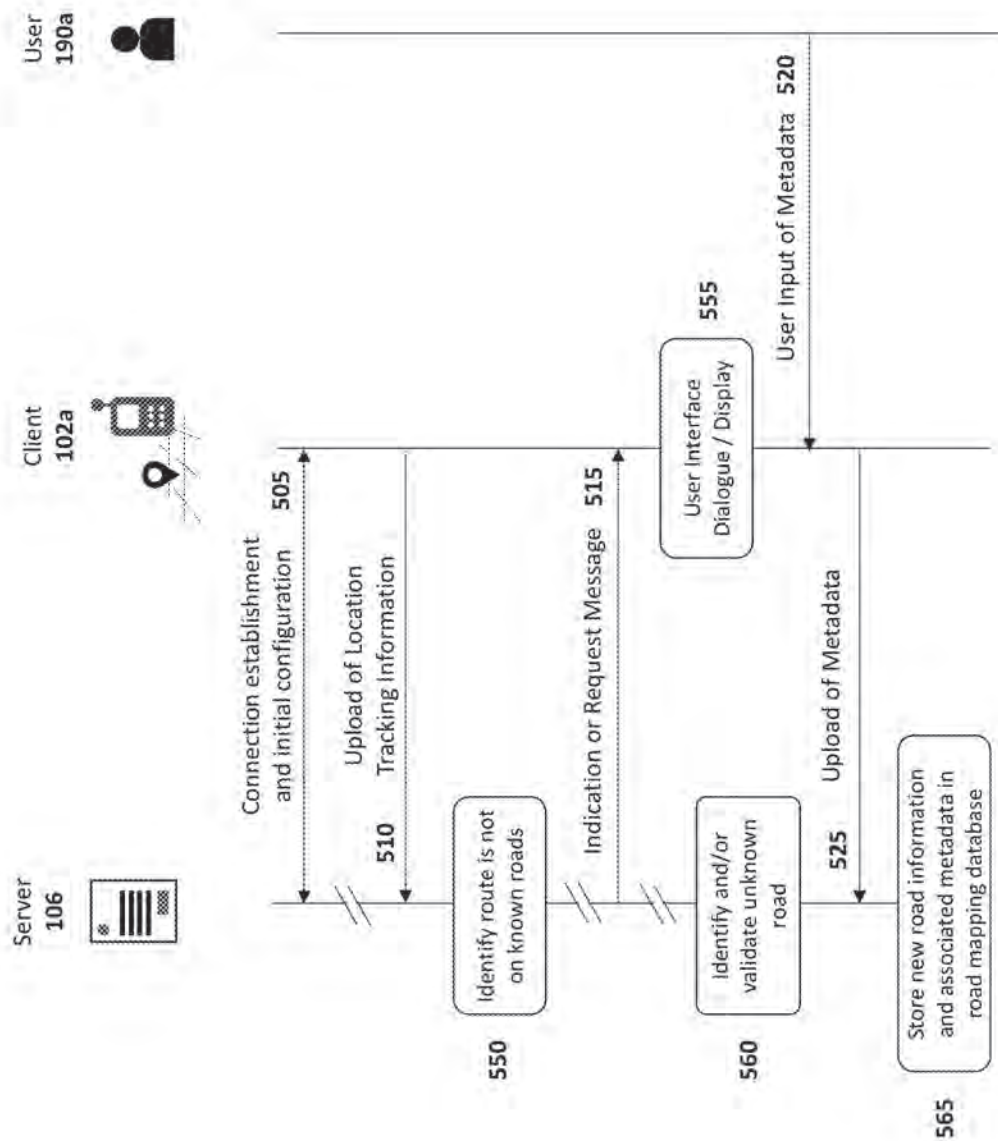 Server
106
Client
102a
User
190a
Connection establishment
and initial configuration
505
Upload of Location
Tracking Information
510
550
Identify route is not
on known roads
Indication or Request Message
515
User Interface
Dialogue / Display
555
560
Identify and/or
validate unknown
road
User Input of Metadata
520
Upload of Metadata
525
565
Store new road information
and associated metadata in
road mapping database